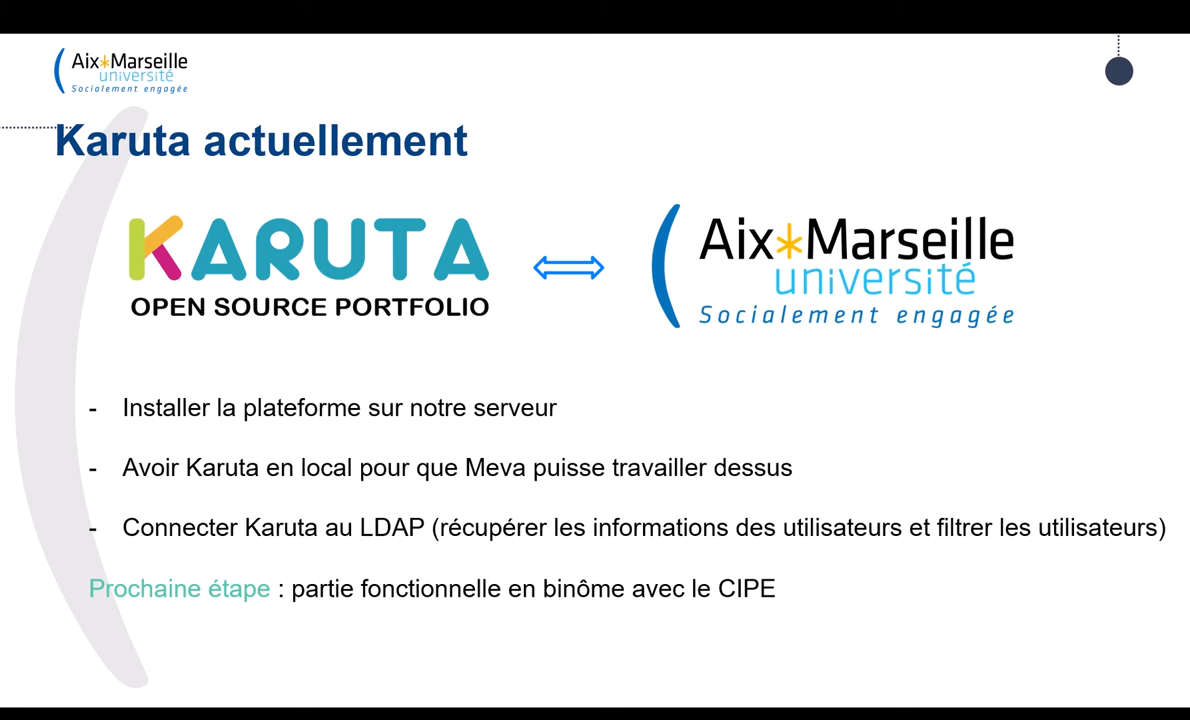 Aix*Marseille
université
Socialement engagée
Karuta actuellement
KARUTA
OPEN SOURCE PORTFOLIO
Aix*Marseille
université
Socialement engagée
- Installer la plateforme sur notre serveur
- Avoir Karuta en local pour que Meva puisse travailler dessus
- Connecter Karuta au LDAP (récupérer les informations des utilisateurs et filtrer les utilisateurs)
Prochaine étape : partie fonctionnelle en binôme avec le CIPE